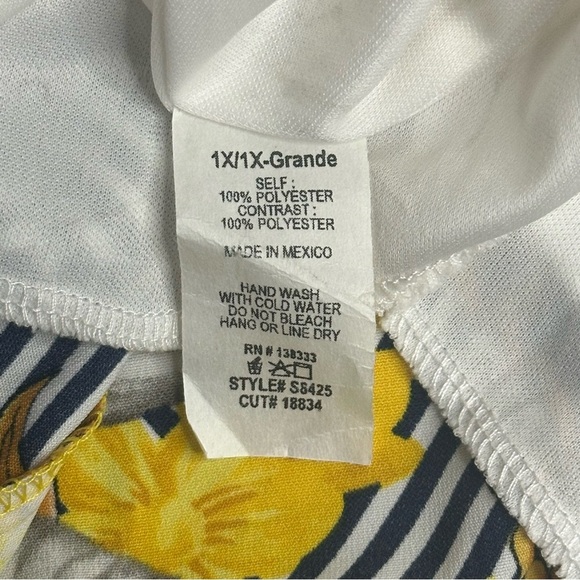 1X/1X-Grande
SELF :
100% POLYESTER
CONTRAST :
100% POLYESTER
MADE IN MEXICO
HAND WASH
WITH COLD WATER
DO NOT BLEACH
HANG OR LINE DRY
RN # 138333
STYLE# S8425
CUT# 18834